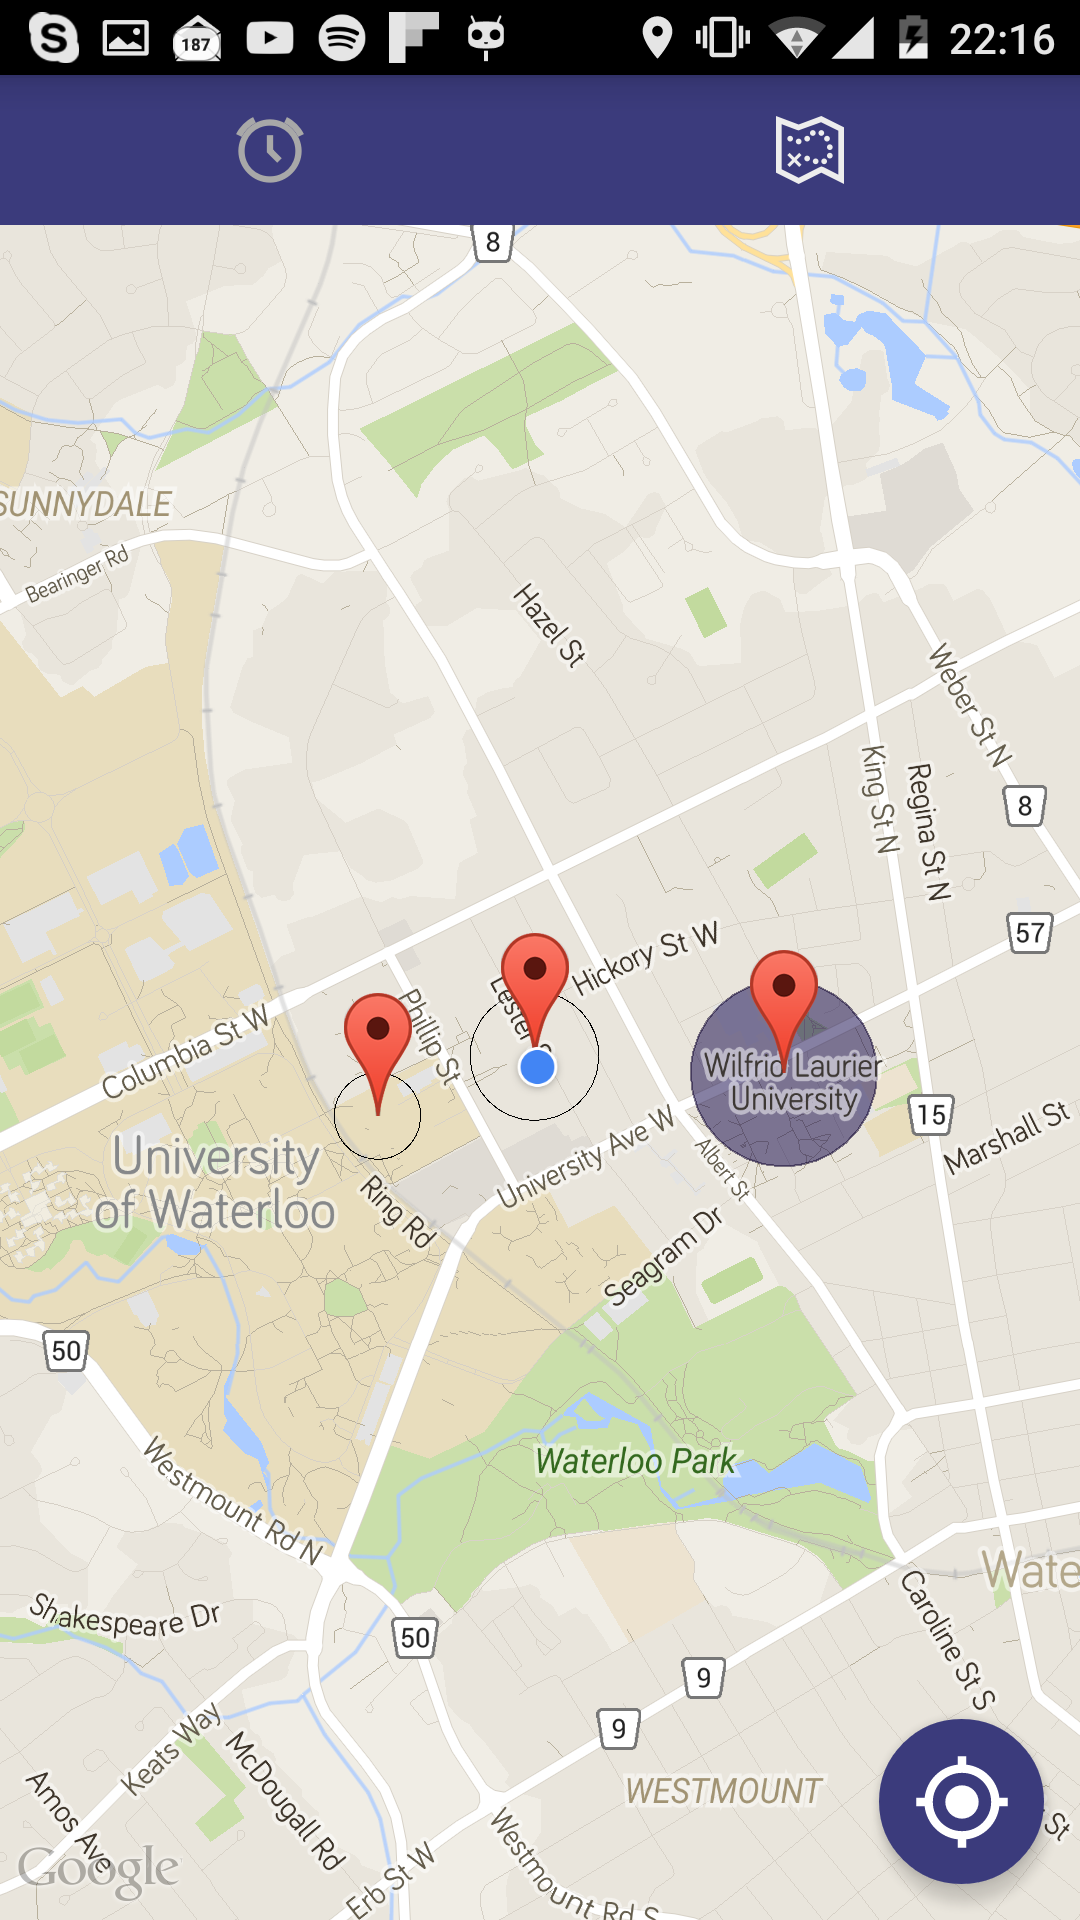 187
22:16
8
SUNNYDALE
Bearinger Rd
Hazel St
Weber St N
King St N
Regina St N
8
57
Hickory St W
Lester S
Phillip St
Columbia St W
Wilfrid Laurier
University
15
University Ave W
Marshall St
University
of Waterloo
Albert St
Ring Rd
Seagram Dr
50
Waterloo Park
Westmount Rd N
Wate
Caroline St S
Shakespeare Dr
50
9
9
Keats Way
McDougall Rd
WESTMOUNT
Amos Ave
St
Google
Erb St W
Westmount Rd S